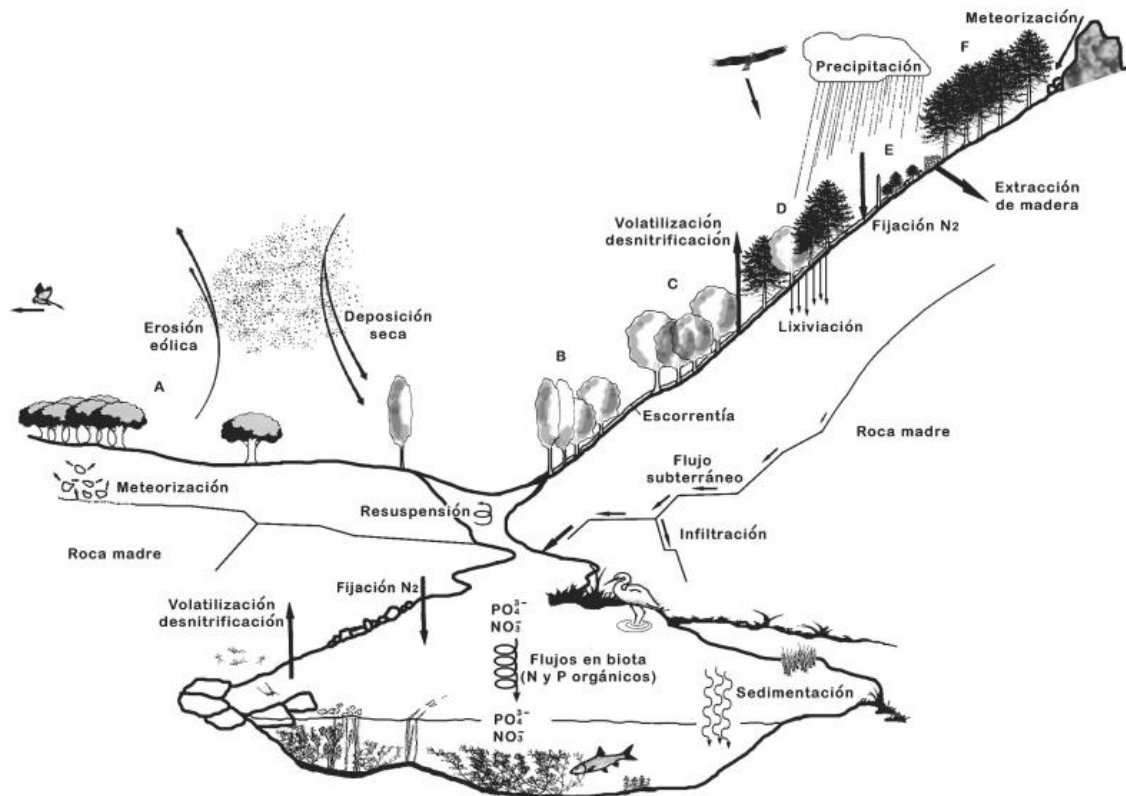 Meteorización
F
Precipitación
E
Extracción
de madera
D
Volatilización
desnitrificación
Fijación N2
C
Lixiviación
Erosión
eólica
Deposición
seca
A
B
Escorrentía
Roca madre
Flujo
subterráneo
Meteorización
Resuspensión
Infiltración
Roca madre
Fijación N2
Volatilización
desnitrificación
PO₄³⁻
NO₃⁻
Flujos en biota
(N y P orgánicos)
Sedimentación
PO₄³⁻
NO₃⁻